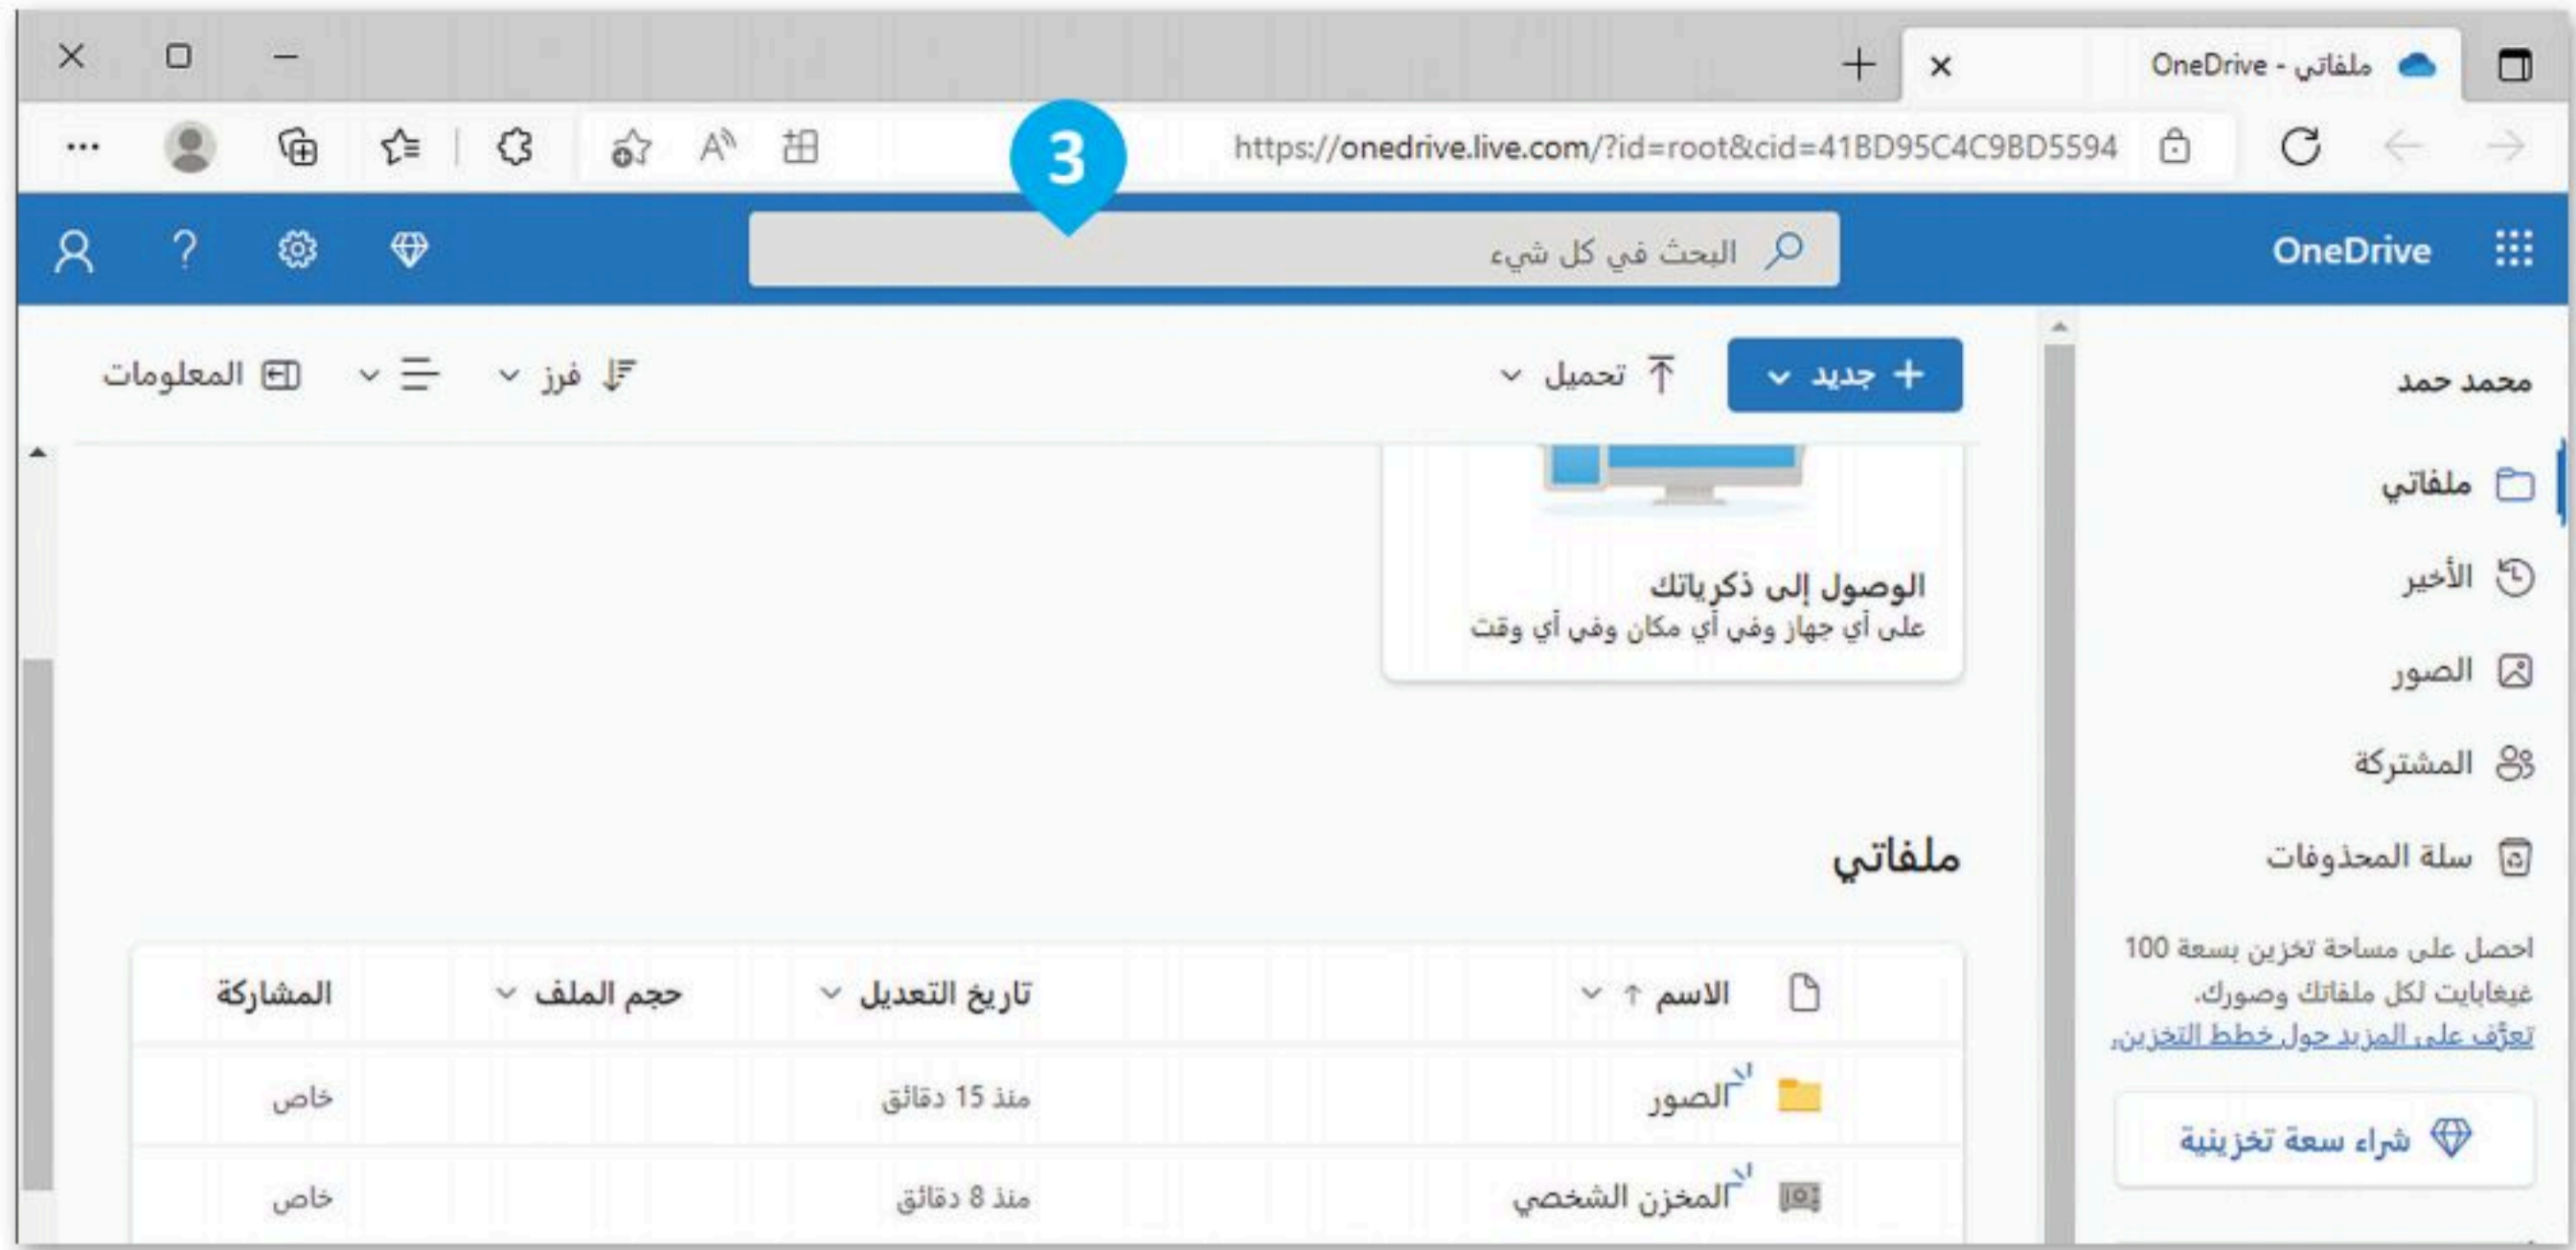 ملفاتي - OneDrive
https://onedrive.live.com/?id=root&cid=41BD95C4C9BD5594
3
OneDrive
البحث في كل شيء
?
محمد حمد
ملفاتي
الأخير
الصور
المشتركة
سلة المحذوفات
احصل على مساحة تخزين بسعة 100
غيغابايت لكل ملفاتك وصورك.
تعرَّف على المزيد حول خطط التخزين.
شراء سعة تخزينية
+ جديد
تحميل
فرز
المعلومات
الوصول إلى ذكرياتك
على أي جهاز وفي أي مكان وفي أي وقت
ملفاتي
الاسم ↑ تاريخ التعديل حجم الملف المشاركة
الصور منذ 15 دقائق خاص
المخزن الشخصي منذ 8 دقائق خاص